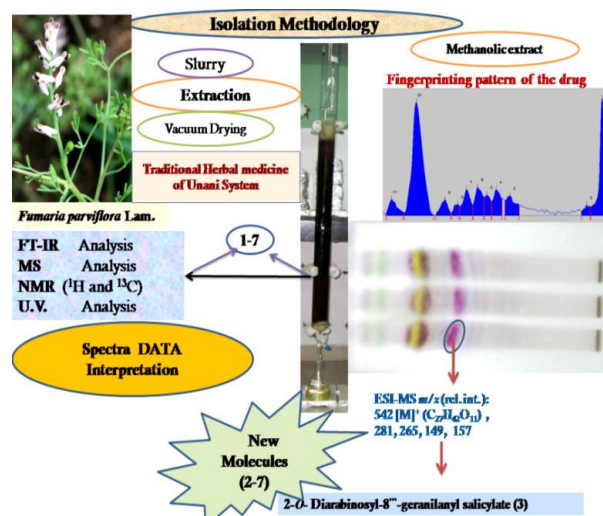 Isolation Methodology
Slurry
Extraction
Vacuum Drying
Traditional Herbal medicine
of Unani System
Fumaria parviflora Lam.
FT-IR Analysis
MS Analysis
NMR (¹H and ¹³C)
U.V. Analysis
1-7
Spectra DATA
Interpretation
New
Molecules
(2-7)
Methanolic extract
Fingerprinting pattern of the drug
ESI-MS m/z (rel.int.):
542 [M]⁺ (C₂₇H₄₂O₁₁) ,
281, 265, 149, 157
2-O- Diarabinosyl-8'''-geranilanyl salicylate (3)